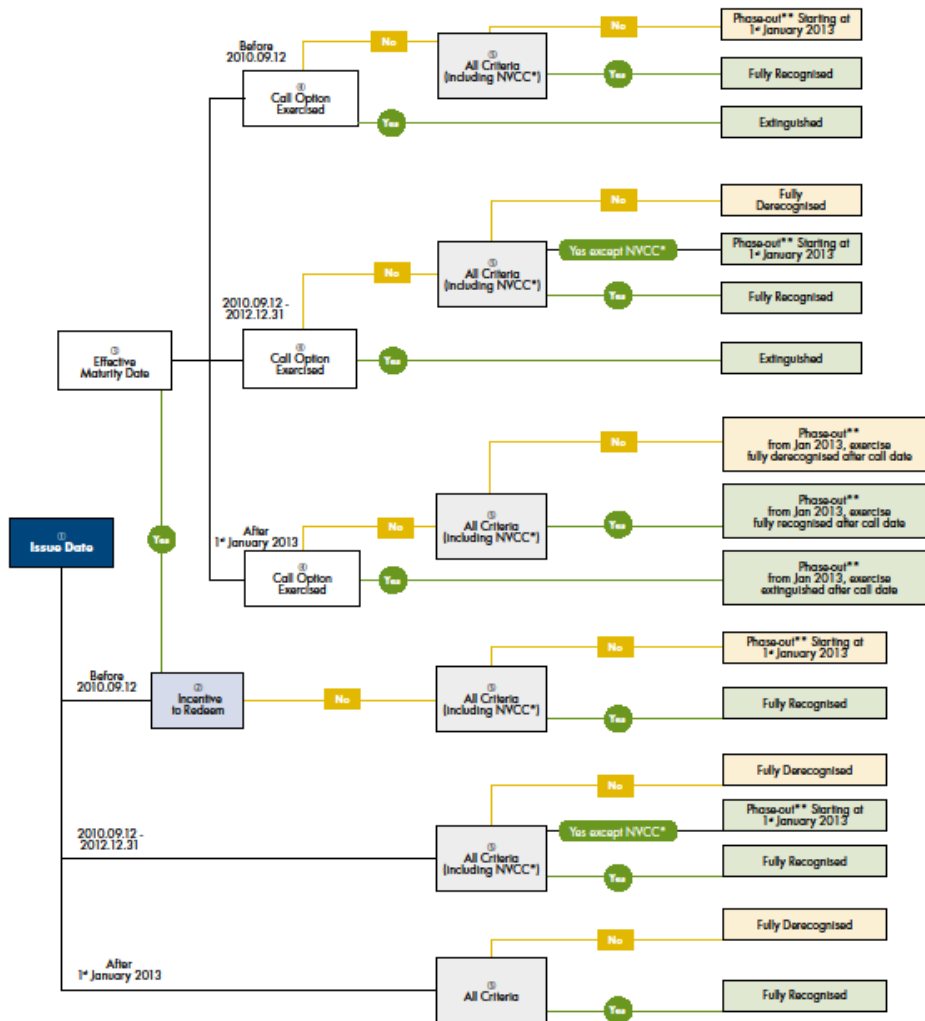 Before
2010.09.12
④
Call Option
Exercised
No
Yes
⑤
All Criteria
(including NVCC*)
No
Yes
Phase-out** Starting at
1st January 2013
Fully Recognised
Extinguished
2010.09.12 -
2012.12.31
④
Call Option
Exercised
No
Yes
⑤
All Criteria
(including NVCC*)
No
Yes except NVCC*
Yes
Fully
Derecognised
Phase-out** Starting at
1st January 2013
Fully Recognised
Extinguished
③
Effective
Maturity Date
After
1st January 2013
④
Call Option
Exercised
No
Yes
⑤
All Criteria
(including NVCC*)
No
Yes
Phase-out**
from Jan 2013, exercise
fully derecognised after call date
Phase-out**
from Jan 2013, exercise
fully recognised after call date
Phase-out**
from Jan 2013, exercise
extinguished after call date
①
Issue Date
Yes
Before
2010.09.12
②
Incentive
to Redeem
No
⑤
All Criteria
(including NVCC*)
No
Yes
Phase-out** Starting at
1st January 2013
Fully Recognised
2010.09.12 -
2012.12.31
⑤
All Criteria
(including NVCC*)
No
Yes except NVCC*
Yes
Fully Derecognised
Phase-out** Starting at
1st January 2013
Fully Recognised
After
1st January 2013
⑤
All Criteria
No
Yes
Fully Derecognised
Fully Recognised